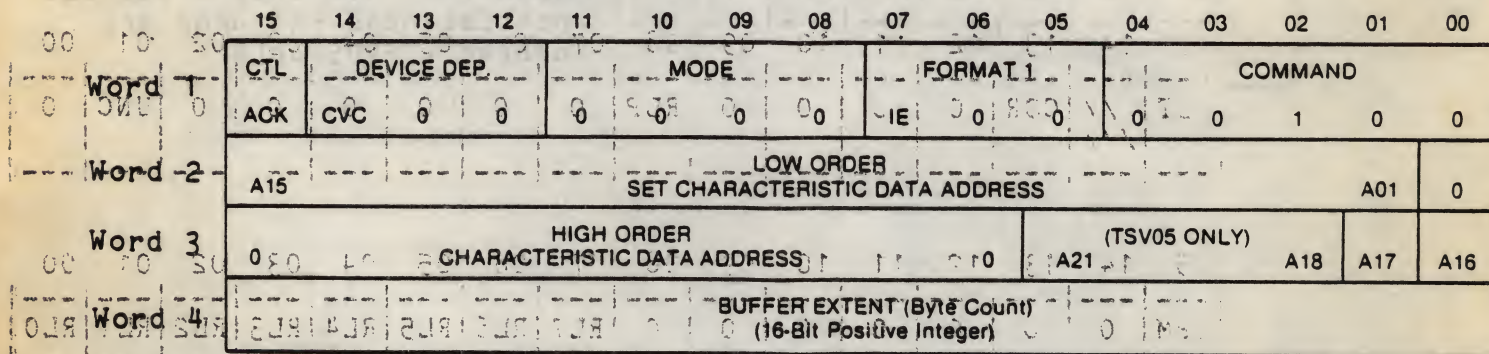 15 14 13 12 11 10 09 08 07 06 05 04 03 02 01 00
Word 1
CTL DEVICE DEP. MODE FORMAT 1 COMMAND
ACK CVC 0 0 0 0 0 0 IE 0 0 0 0 1 0 0
Word 2
LOW ORDER
A15 SET CHARACTERISTIC DATA ADDRESS A01 0
Word 3
HIGH ORDER (TSV05 ONLY)
0 CHARACTERISTIC DATA ADDRESS 0 A21 A18 A17 A16
Word 4
BUFFER EXTENT (Byte Count)
(16-Bit Positive Integer)